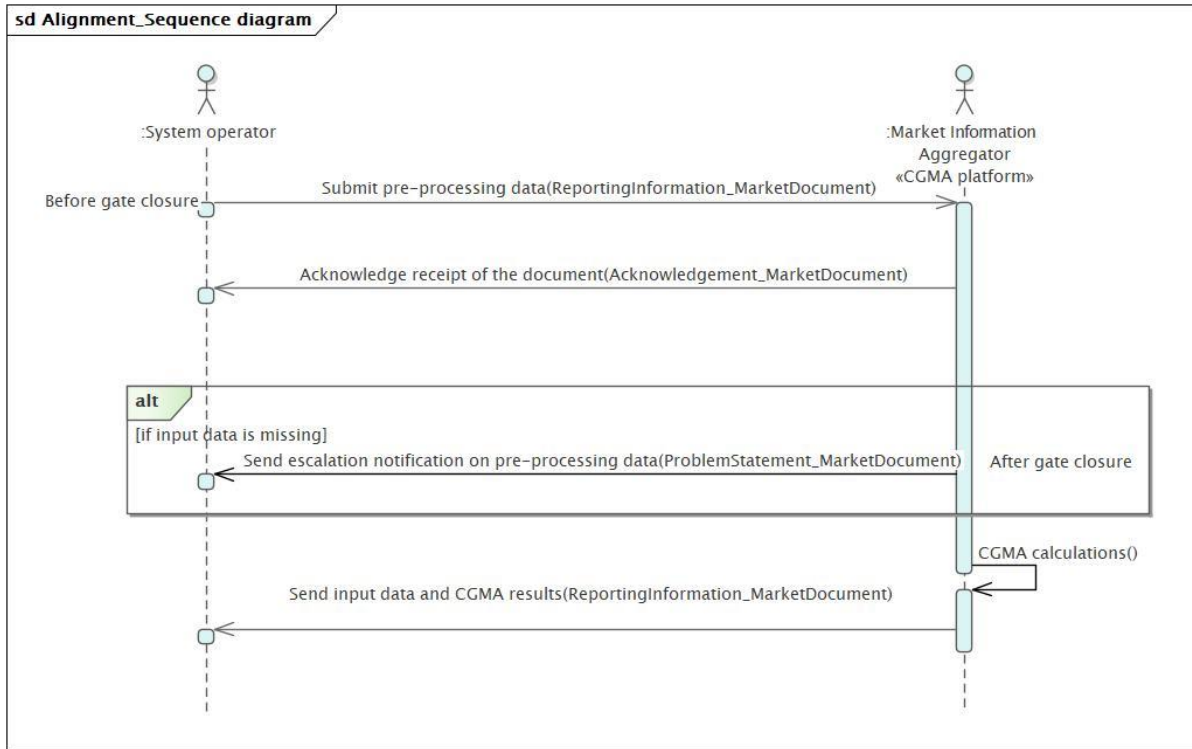 sd Alignment_Sequence diagram
:System operator
:Market Information
Aggregator
«CGMA platform»
Before gate closure
Submit pre-processing data(ReportingInformation_MarketDocument)
Acknowledge receipt of the document(Acknowledgement_MarketDocument)
alt
[if input data is missing]
Send escalation notification on pre-processing data(ProblemStatement_MarketDocument)
After gate closure
CGMA calculations()
Send input data and CGMA results(ReportingInformation_MarketDocument)